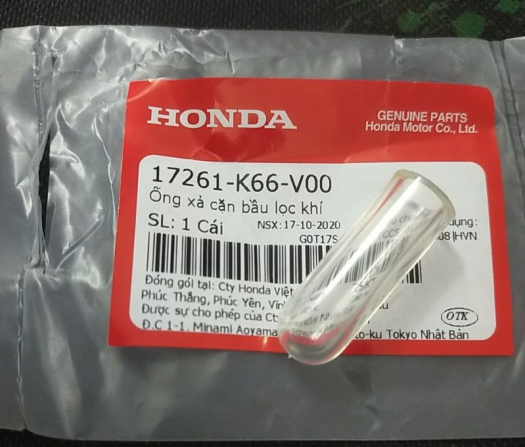 HONDA
GENUINE PARTS
Honda Motor Co., Ltd.
17261-K66-V00
Ống xả cặn bầu lọc khí
SL: 1 Cái NSX:17-10-2020 dụng:
G0T17S 08 HVN
Đóng gói tại: Cty Honda Việt
Phúc Thắng, Phúc Yên, Vĩnh
Được sự cho phép của Ct
Đ.C 1-1, Minami Aoyama to-ku Tokyo Nhật Bản
OTK